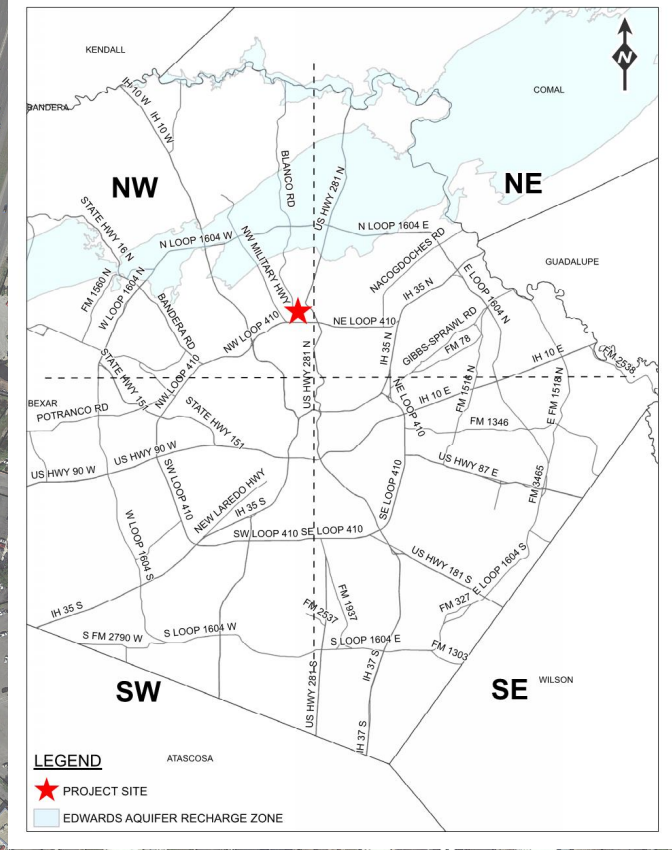 KENDALL
N
COMAL
IH 10 W
BANDERA
IH 10 W
BLANCO RD
US HWY 281 N
NW
NE
STATE HWY 16 N
N LOOP 1604 W
N LOOP 1604 E
NW MILITARY HWY
NACOGDOCHES RD
GUADALUPE
FM 1560 N
W LOOP 1604 N
IH 35 N
E LOOP 1604 N
BANDERA RD
NW LOOP 410
NE LOOP 410
GIBBS-SPRAWL RD
FM 78
IH 35 N
US HWY 281 N
IH 10 E
FM 2538
STATE HWY 151
NW LOOP 410
NE LOOP 410
FM 1516 N
E FM 1518 N
BEXAR
POTRANCO RD
STATE HWY 151
IH 10 E
FM 1346
US HWY 90 W
US HWY 90 W
US HWY 87 E
SW LOOP 410
NEW LAREDO HWY
IH 35 S
SE LOOP 410
FM 3465
W LOOP 1604 S
SW LOOP 410
SE LOOP 410
US HWY 181 S
E LOOP 1604 S
IH 35 S
FM 2537
FM 1937
FM 327
S FM 2790 W
S LOOP 1604 W
S LOOP 1604 E
FM 1303
US HWY 281 S
IH 37 S
SW
SE
WILSON
IH 37 S
ATASCOSA
LEGEND
PROJECT SITE
EDWARDS AQUIFER RECHARGE ZONE